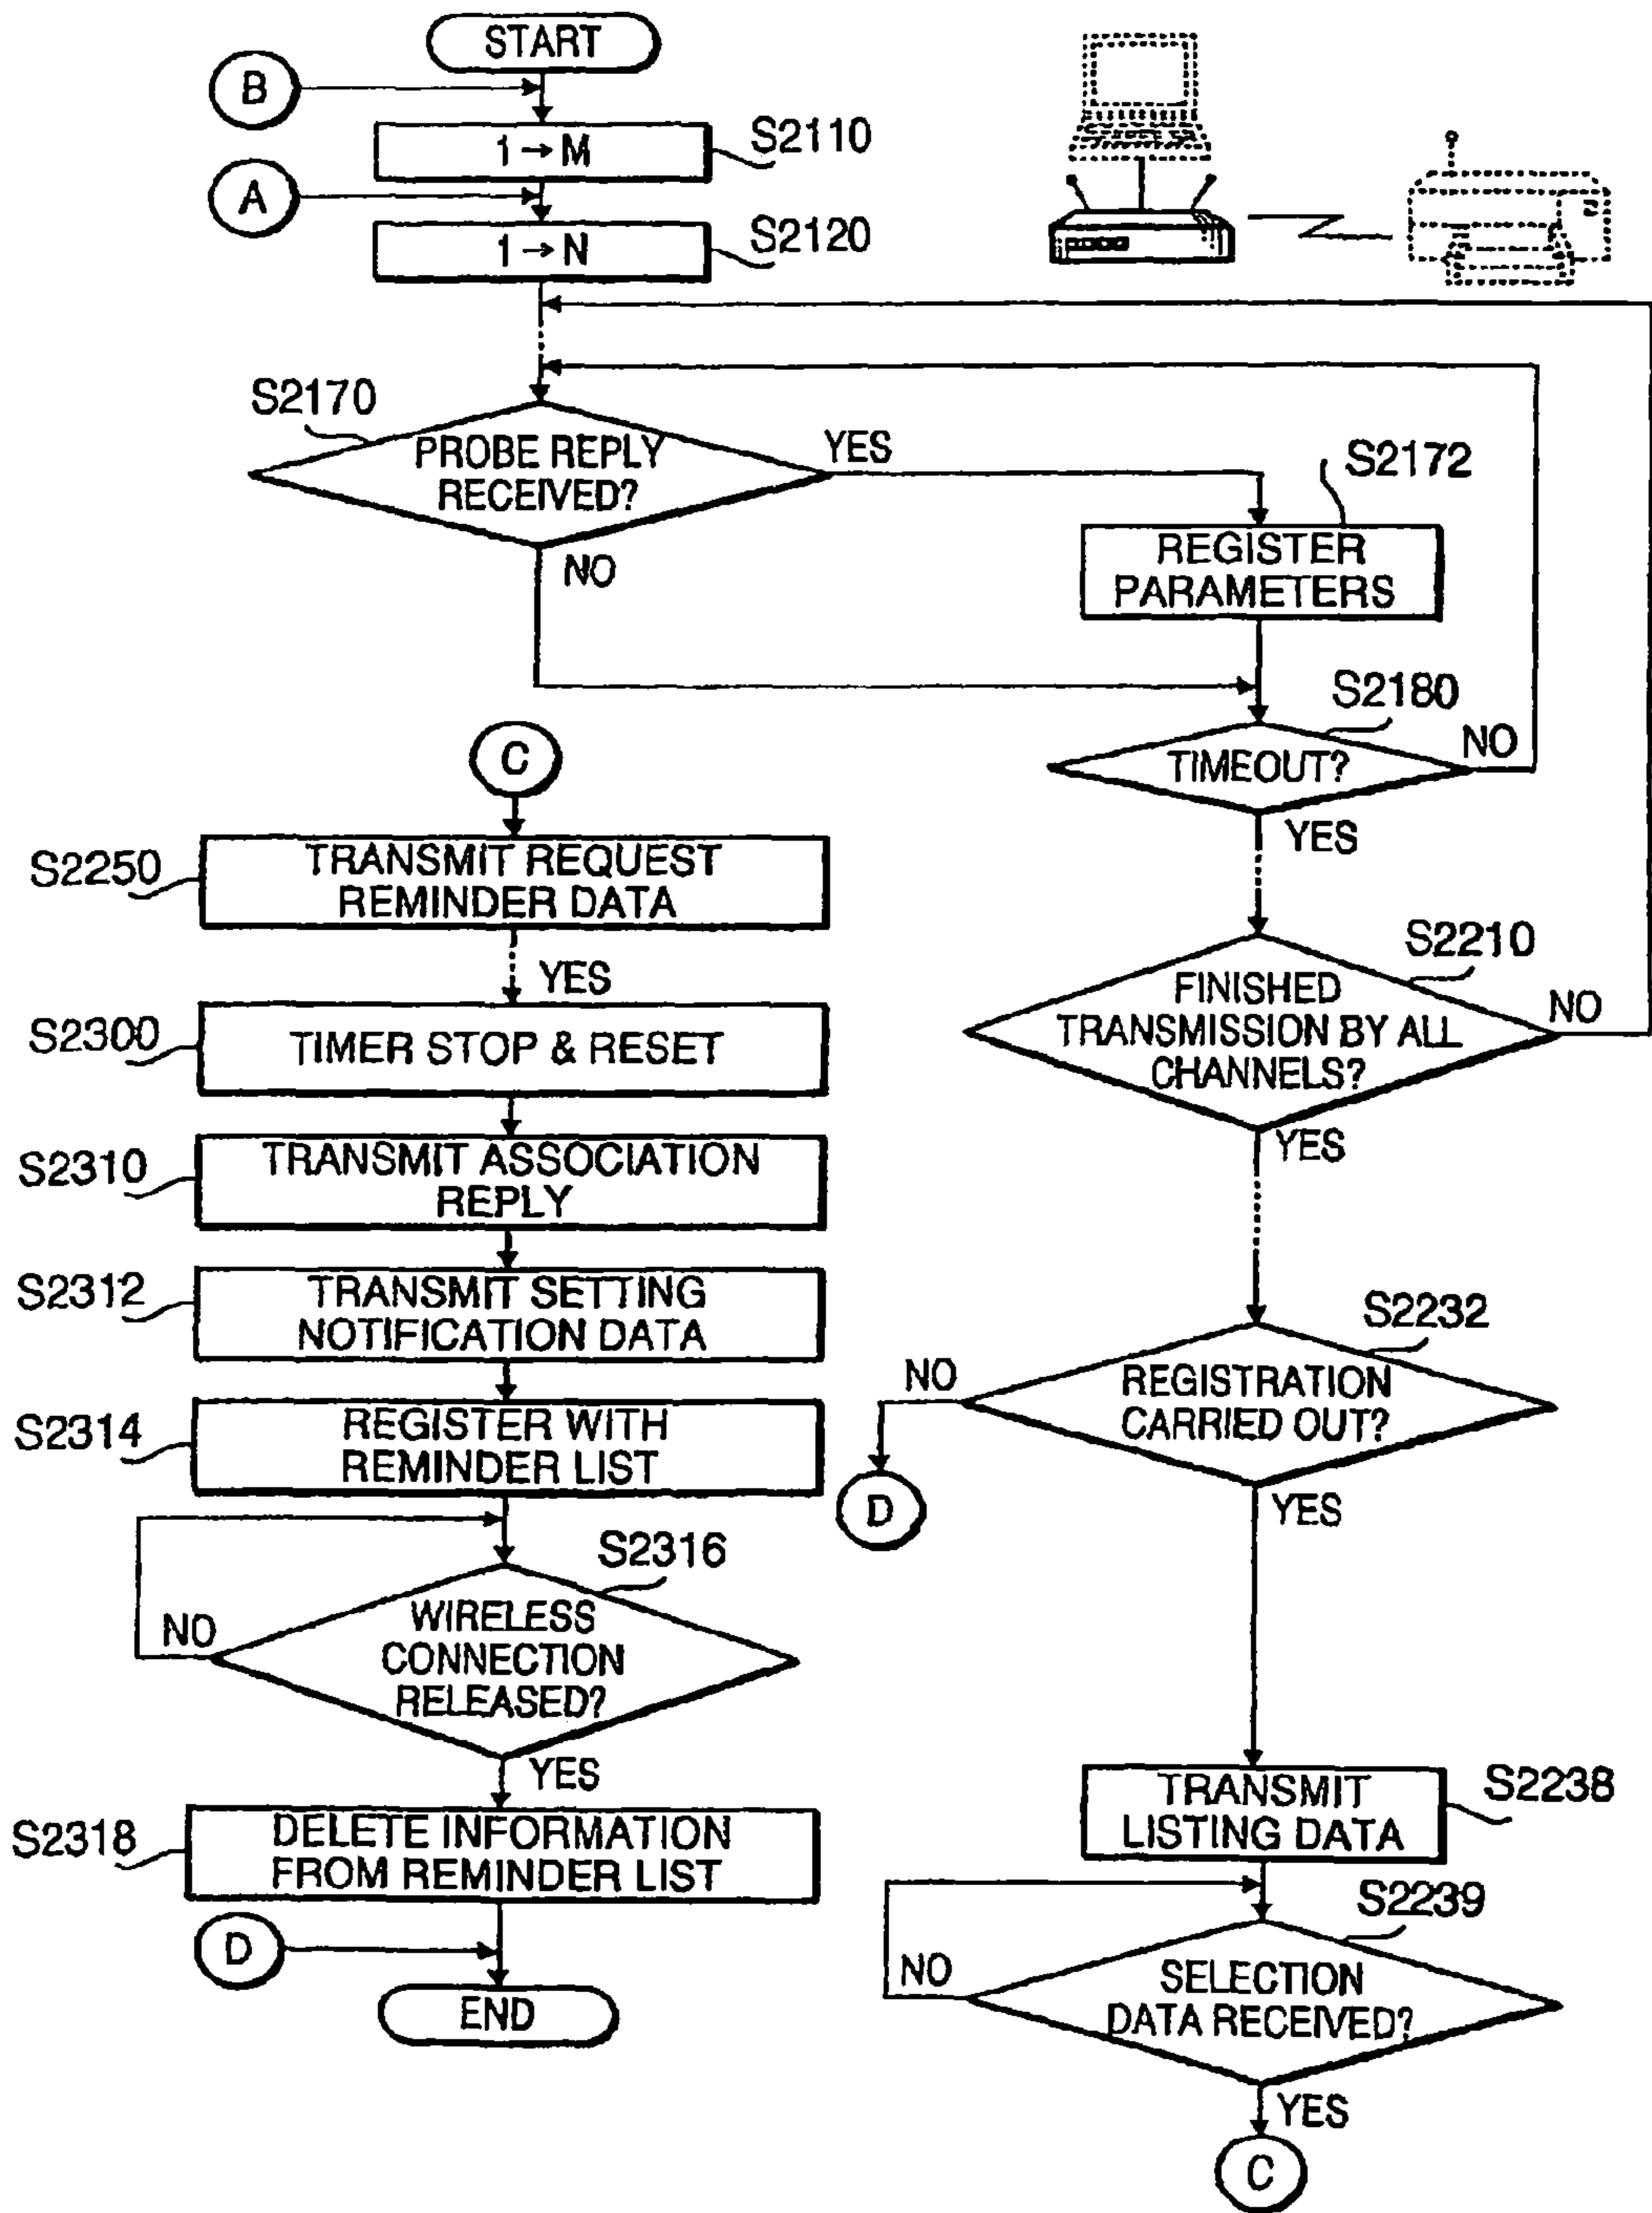 START
B
1→M
S2110
A
1→N
S2120
S2170
PROBE REPLY
RECEIVED?
YES
NO
S2172
REGISTER
PARAMETERS
S2180
TIMEOUT?
NO
YES
S2210
FINISHED
TRANSMISSION BY ALL
CHANNELS?
NO
YES
S2232
REGISTRATION
CARRIED OUT?
NO
D
YES
TRANSMIT
LISTING DATA
S2238
S2239
SELECTION
DATA RECEIVED?
NO
YES
C
C
S2250
TRANSMIT REQUEST
REMINDER DATA
YES
S2300
TIMER STOP & RESET
S2310
TRANSMIT ASSOCIATION
REPLY
S2312
TRANSMIT SETTING
NOTIFICATION DATA
S2314
REGISTER WITH
REMINDER LIST
S2316
WIRELESS
CONNECTION
RELEASED?
NO
YES
S2318
DELETE INFORMATION
FROM REMINDER LIST
D
END